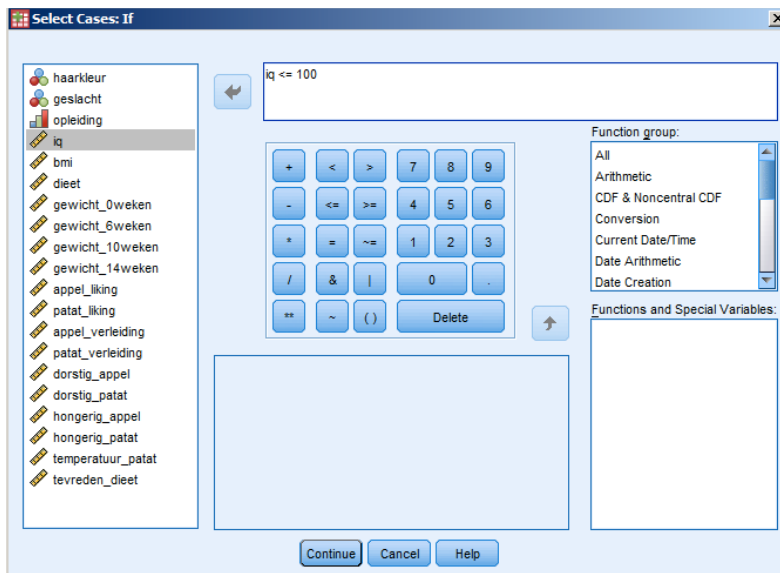 Select Cases: If
haarkleur
geslacht
opleiding
iq
bmi
dieet
gewicht_0weken
gewicht_6weken
gewicht_10weken
gewicht_14weken
appel_liking
patat_liking
appel_verleiding
patat_verleiding
dorstig_appel
dorstig_patat
hongerig_appel
hongerig_patat
temperatuur_patat
tevreden_dieet
iq <= 100
+ < > 7 8 9
- <= >= 4 5 6
* = ~= 1 2 3
/ & | 0 .
** ~ ( ) Delete
Function group:
All
Arithmetic
CDF & Noncentral CDF
Conversion
Current Date/Time
Date Arithmetic
Date Creation
Functions and Special Variables:
Continue Cancel Help